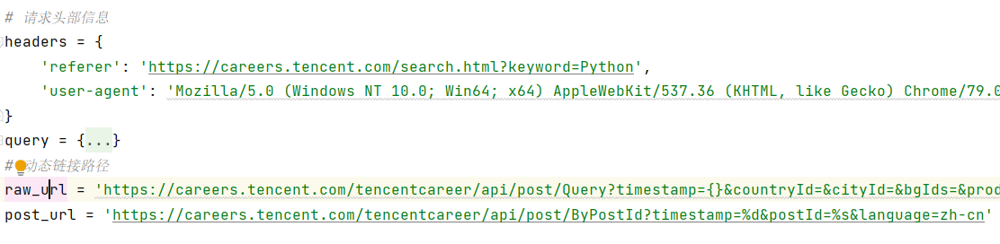 # 请求头部信息
headers = {
    'referer': 'https://careers.tencent.com/search.html?keyword=Python',
    'user-agent': 'Mozilla/5.0 (Windows NT 10.0; Win64; x64) AppleWebKit/537.36 (KHTML, like Gecko) Chrome/79.0
}
query = {...}
# 动态链接路径
raw_url = 'https://careers.tencent.com/tencentcareer/api/post/Query?timestamp={}&countryId=&cityId=&bgIds=&prod
post_url = 'https://careers.tencent.com/tencentcareer/api/post/ByPostId?timestamp=%d&postId=%s&language=zh-cn'